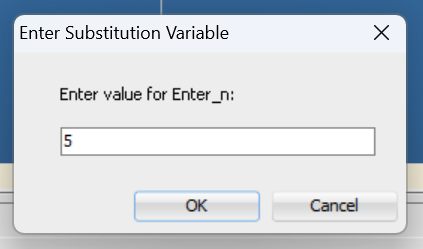 Enter Substitution Variable
Enter value for Enter_n:
5
OK Cancel